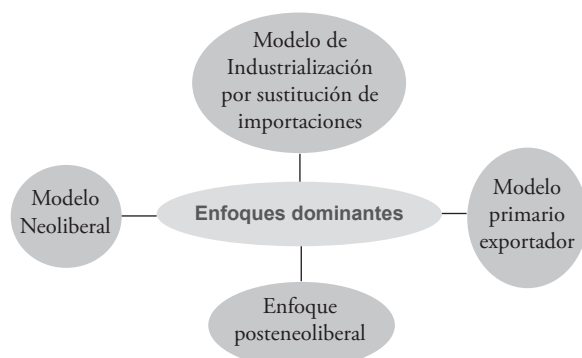 Modelo de
Industrialización
por sustitución de
importaciones
Modelo
Neoliberal
Enfoques dominantes
Modelo
primario
exportador
Enfoque
posteneoliberal